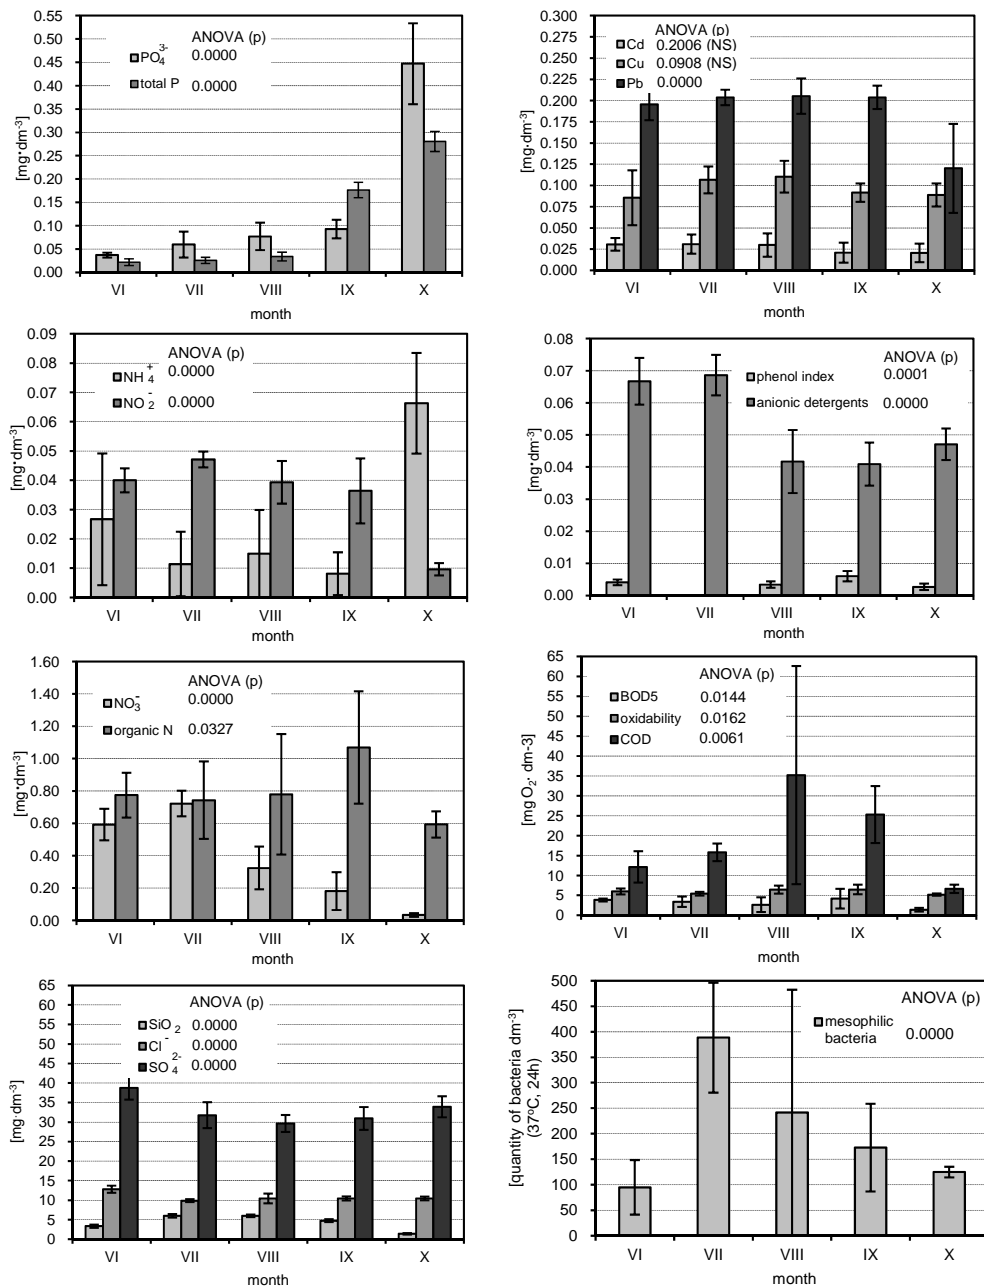 ANOVA (p)
PO₄³⁻ 0.0000
total P 0.0000
[mg·dm⁻³]
0.55
0.50
0.45
0.40
0.35
0.30
0.25
0.20
0.15
0.10
0.05
0.00
VI VII VIII IX X
month
ANOVA (p)
Cd 0.2006 (NS)
Cu 0.0908 (NS)
Pb 0.0000
[mg·dm⁻³]
0.300
0.275
0.250
0.225
0.200
0.175
0.150
0.125
0.100
0.075
0.050
0.025
0.000
VI VII VIII IX X
month
ANOVA (p)
NH₄⁺ 0.0000
NO₂⁻ 0.0000
[mg·dm⁻³]
0.09
0.08
0.07
0.06
0.05
0.04
0.03
0.02
0.01
0.00
VI VII VIII IX X
month
ANOVA (p)
phenol index 0.0001
anionic detergents 0.0000
[mg·dm⁻³]
0.08
0.07
0.06
0.05
0.04
0.03
0.02
0.01
0.00
VI VII VIII IX X
month
ANOVA (p)
NO₃⁻ 0.0000
organic N 0.0327
[mg·dm⁻³]
1.60
1.40
1.20
1.00
0.80
0.60
0.40
0.20
0.00
VI VII VIII IX X
month
ANOVA (p)
BOD5 0.0144
oxidability 0.0162
COD 0.0061
[mg O₂· dm-3]
65
60
55
50
45
40
35
30
25
20
15
10
5
0
VI VII VIII IX X
month
ANOVA (p)
SiO₂ 0.0000
Cl⁻ 0.0000
SO₄²⁻ 0.0000
[mg·dm⁻³]
65
60
55
50
45
40
35
30
25
20
15
10
5
0
VI VII VIII IX X
month
ANOVA (p)
mesophilic
bacteria 0.0000
[quantity of bacteria dm⁻³]
(37ºC, 24h)
500
450
400
350
300
250
200
150
100
50
0
VI VII VIII IX X
month